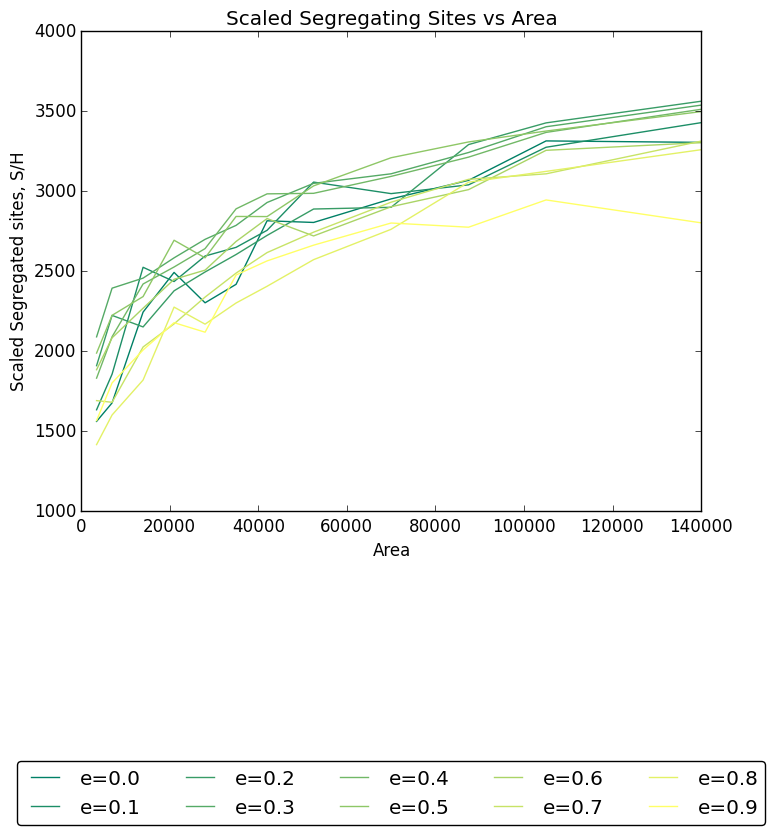 Scaled Segregating Sites vs Area
4000
3500
3000
2500
2000
1500
1000
Scaled Segregated sites, S/H
0 20000 40000 60000 80000 100000 120000 140000
Area
e=0.0 e=0.2 e=0.4 e=0.6 e=0.8
e=0.1 e=0.3 e=0.5 e=0.7 e=0.9